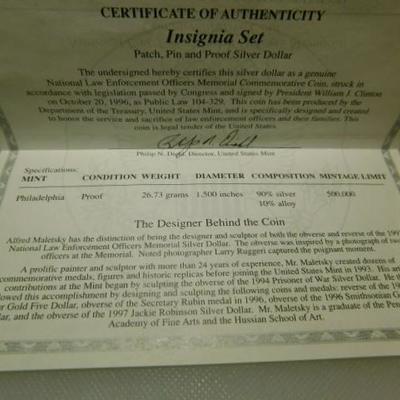 CERTIFICATE OF AUTHENTICITY
Insignia Set
Patch, Pin and Proof Silver Dollar
The undersigned hereby certifies this silver dollar as a genuine
National Law Enforcement Officers Memorial Commemorative Coin, struck in
accordance with legislation passed by Congress and signed by President William J. Clinton
on October 20, 1996, as Public Law 104-329. This coin has been produced by the
Department of the Treasury, United States Mint, and is specifically designed and created
to honor the service and sacrifice of law enforcement officers and their families. This
coin is legal tender of the United States.
Philip N. Diehl, Director, United States Mint
Specifications:
MINT CONDITION WEIGHT DIAMETER COMPOSITION MINTAGE LIMIT
Philadelphia Proof 26.73 grams 1.500 inches 90% silver 500,000
10% alloy
The Designer Behind the Coin
Alfred Maletsky has the distinction of being the designer and sculptor of both the obverse and reverse of the 1997
National Law Enforcement Officers Memorial Silver Dollar. The obverse was inspired by a photograph of two
officers at the Memorial. Noted photographer Larry Ruggeri captured the poignant moment.
A prolific painter and sculptor with more than 24 years of experience, Mr. Maletsky created dozens of
commemorative medals, figures and historic replicas before joining the United States Mint in 1993. His
contributions at the Mint began by sculpting the obverse of the 1994 Prisoner of War Silver Dollar. He
followed this accomplishment by designing and sculpting the following coins and medals: reverse of the
Gold Five Dollar, obverse of the Secretary Rubin medal in 1996, obverse of the 1996 Smithsonian
and the obverse of the 1997 Jackie Robinson Silver Dollar. Mr. Maletsky is a graduate of the
Academy of Fine Arts and the Hussian School of Art.